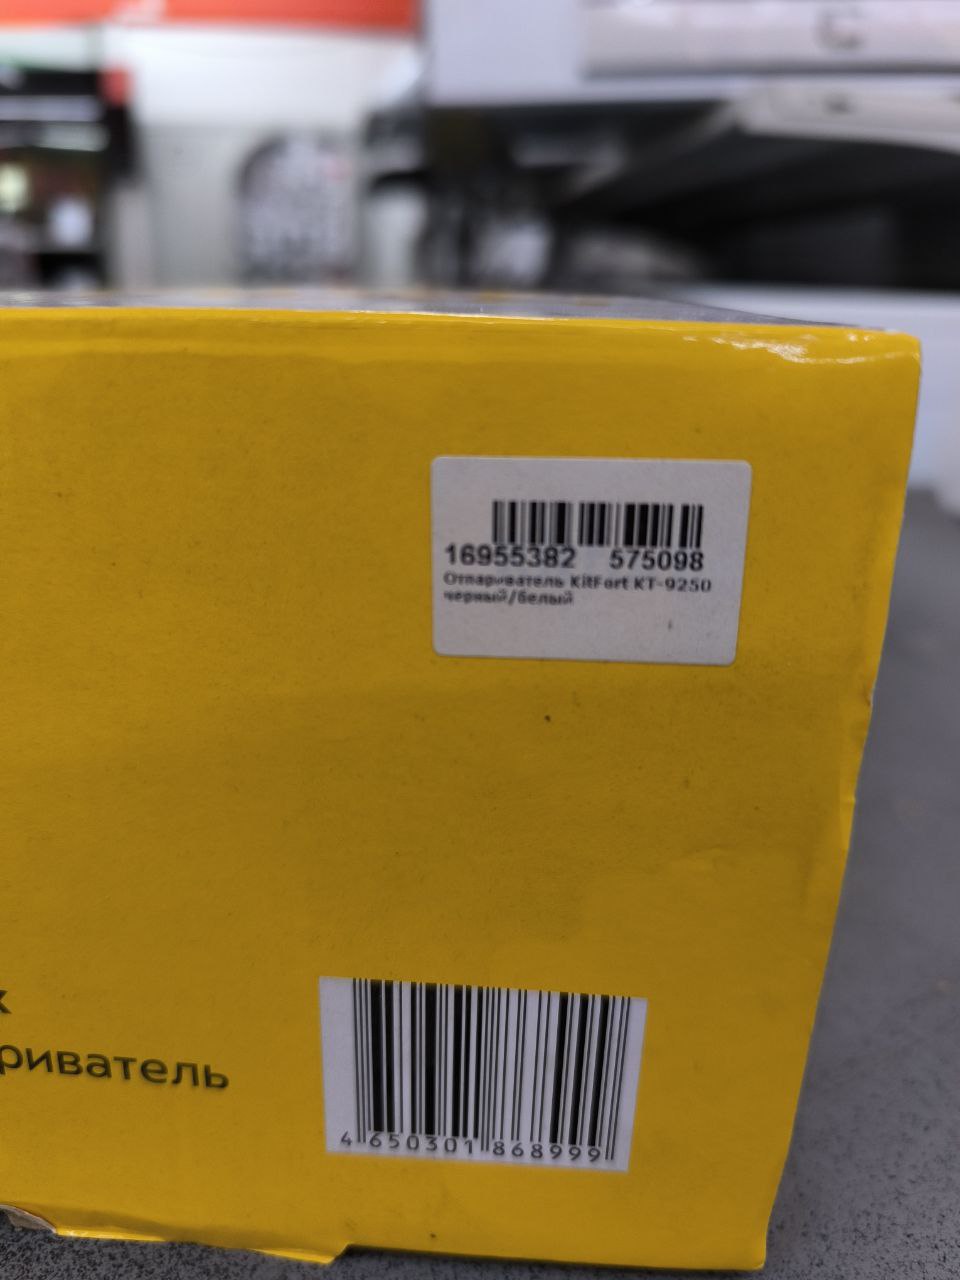 16955382 575098
Отпариватель KitFort KT-9250
черный/белый
риватель
4 650301 868999